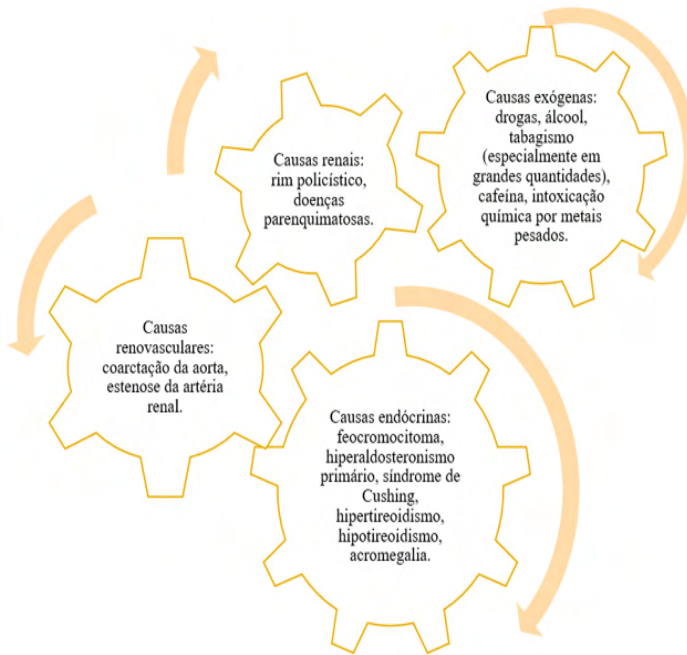 Causas exógenas:
drogas, álcool,
tabagismo
(especialmente em
grandes quantidades),
cafeína, intoxicação
química por metais
pesados.
Causas renais:
rim policístico,
doenças
parenquimatosas.
Causas
renovasculares:
coarctação da aorta,
estenose da artéria
renal.
Causas endócrinas:
feocromocitoma,
hiperaldosteronismo
primário, síndrome de
Cushing,
hipertireoidismo,
hipotireoidismo,
acromegalia.